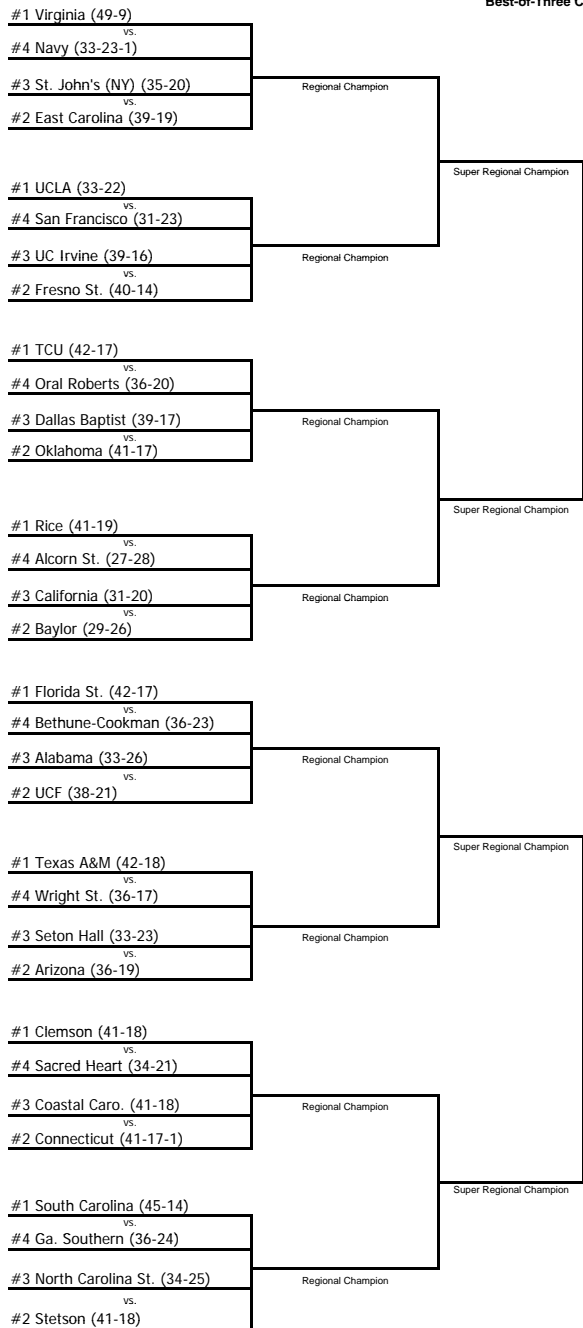 Best-of-Three C
#1 Virginia (49-9)
vs.
#4 Navy (33-23-1)
#3 St. John's (NY) (35-20)
vs.
#2 East Carolina (39-19)
Regional Champion
Super Regional Champion
#1 UCLA (33-22)
vs.
#4 San Francisco (31-23)
#3 UC Irvine (39-16)
vs.
#2 Fresno St. (40-14)
Regional Champion
#1 TCU (42-17)
vs.
#4 Oral Roberts (36-20)
#3 Dallas Baptist (39-17)
vs.
#2 Oklahoma (41-17)
Regional Champion
Super Regional Champion
#1 Rice (41-19)
vs.
#4 Alcorn St. (27-28)
#3 California (31-20)
vs.
#2 Baylor (29-26)
Regional Champion
#1 Florida St. (42-17)
vs.
#4 Bethune-Cookman (36-23)
#3 Alabama (33-26)
vs.
#2 UCF (38-21)
Regional Champion
Super Regional Champion
#1 Texas A&M (42-18)
vs.
#4 Wright St. (36-17)
#3 Seton Hall (33-23)
vs.
#2 Arizona (36-19)
Regional Champion
#1 Clemson (41-18)
vs.
#4 Sacred Heart (34-21)
#3 Coastal Caro. (41-18)
vs.
#2 Connecticut (41-17-1)
Regional Champion
Super Regional Champion
#1 South Carolina (45-14)
vs.
#4 Ga. Southern (36-24)
#3 North Carolina St. (34-25)
vs.
#2 Stetson (41-18)
Regional Champion